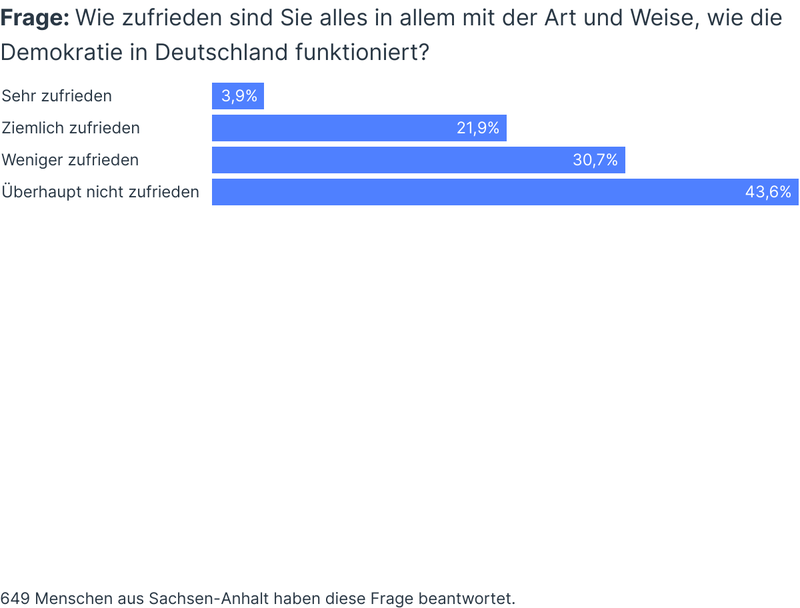 Frage: Wie zufrieden sind Sie alles in allem mit der Art und Weise, wie die
Demokratie in Deutschland funktioniert?
Sehr zufrieden 3,9%
Ziemlich zufrieden 21,9%
Weniger zufrieden 30,7%
Überhaupt nicht zufrieden 43,6%
649 Menschen aus Sachsen-Anhalt haben diese Frage beantwortet.